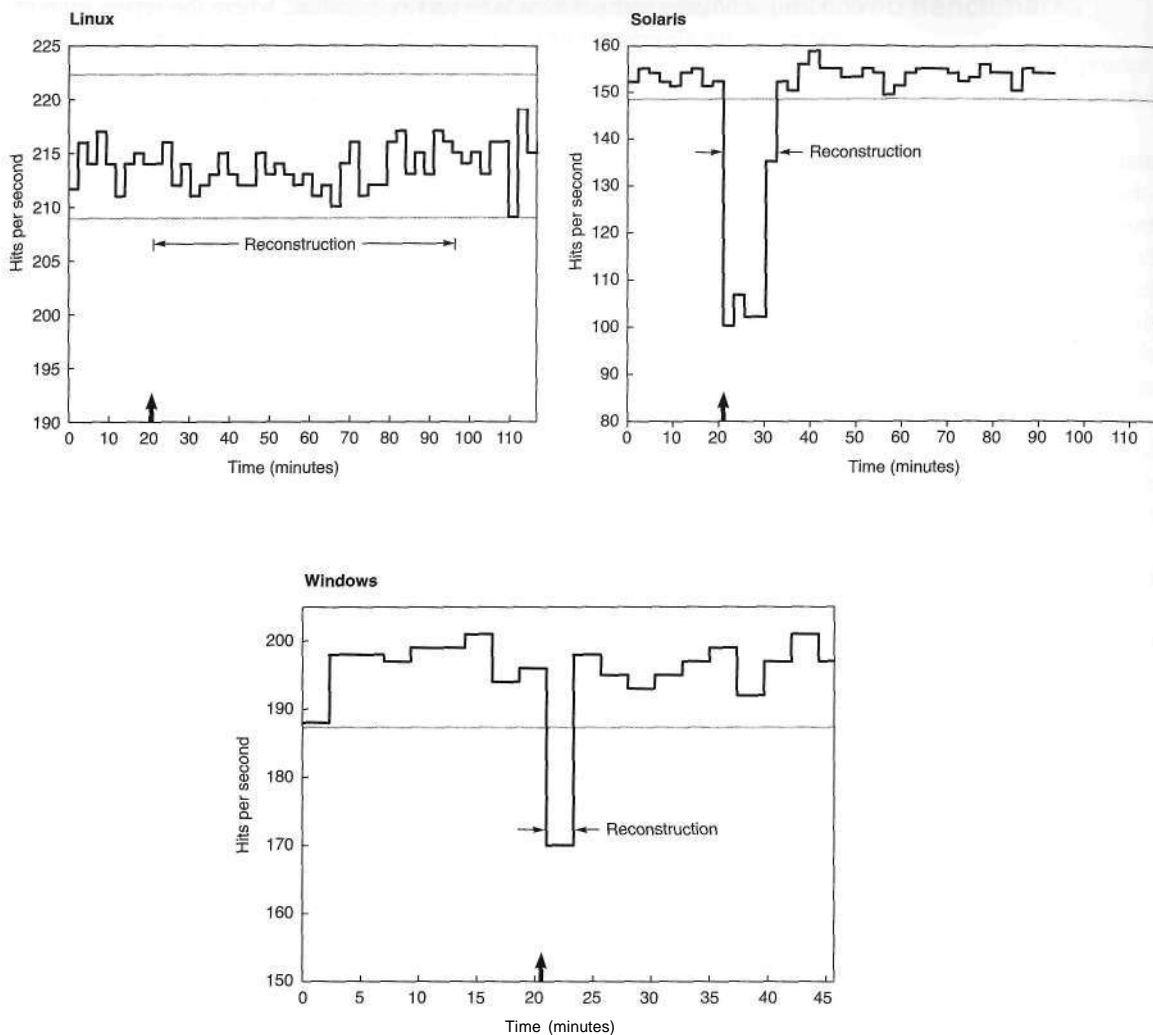 Linux
225
220
215
210
205
200
195
190
Hits per second
Reconstruction
0 10 20 30 40 50 60 70 80 90 100 110
Time (minutes)
Solaris
160
150
140
130
120
110
100
90
80
Hits per second
Reconstruction
0 10 20 30 40 50 60 70 80 90 100 110
Time (minutes)
Windows
200
190
180
170
160
150
Hits per second
Reconstruction
0 5 10 15 20 25 30 35 40 45
Time (minutes)